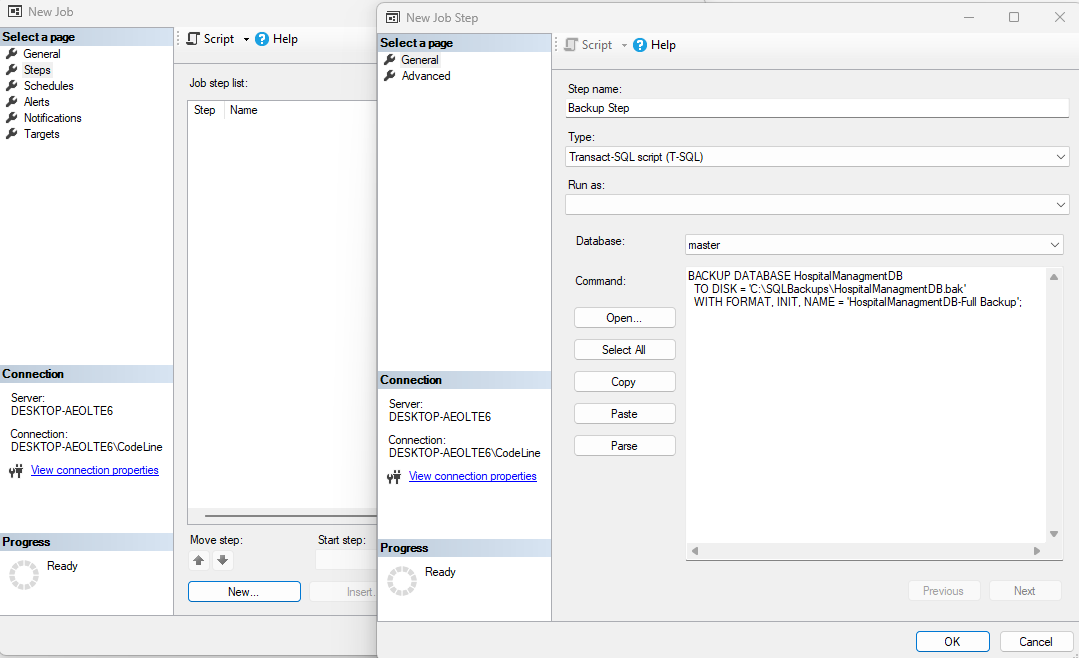 New Job
Select a page
General
Steps
Schedules
Alerts
Notifications
Targets
Connection
Server:
DESKTOP-AEOLTE6
Connection:
DESKTOP-AEOLTE6\CodeLine
View connection properties
Progress
Ready
Script
Help
Job step list:
Step Name
Move step:
Start step:
New...
Insert.
New Job Step
Select a page
General
Advanced
Connection
Server:
DESKTOP-AEOLTE6
Connection:
DESKTOP-AEOLTE6\CodeLine
View connection properties
Progress
Ready
Script
Help
Step name:
Backup Step
Type:
Transact-SQL script (T-SQL)
Run as:
Database:
master
Command:
Open...
Select All
Copy
Paste
Parse
BACKUP DATABASE HospitalManagmentDB
TO DISK = 'C:\SQLBackups\HospitalManagmentDB.bak'
WITH FORMAT, INIT, NAME = 'HospitalManagmentDB-Full Backup';
Previous
Next
OK
Cancel